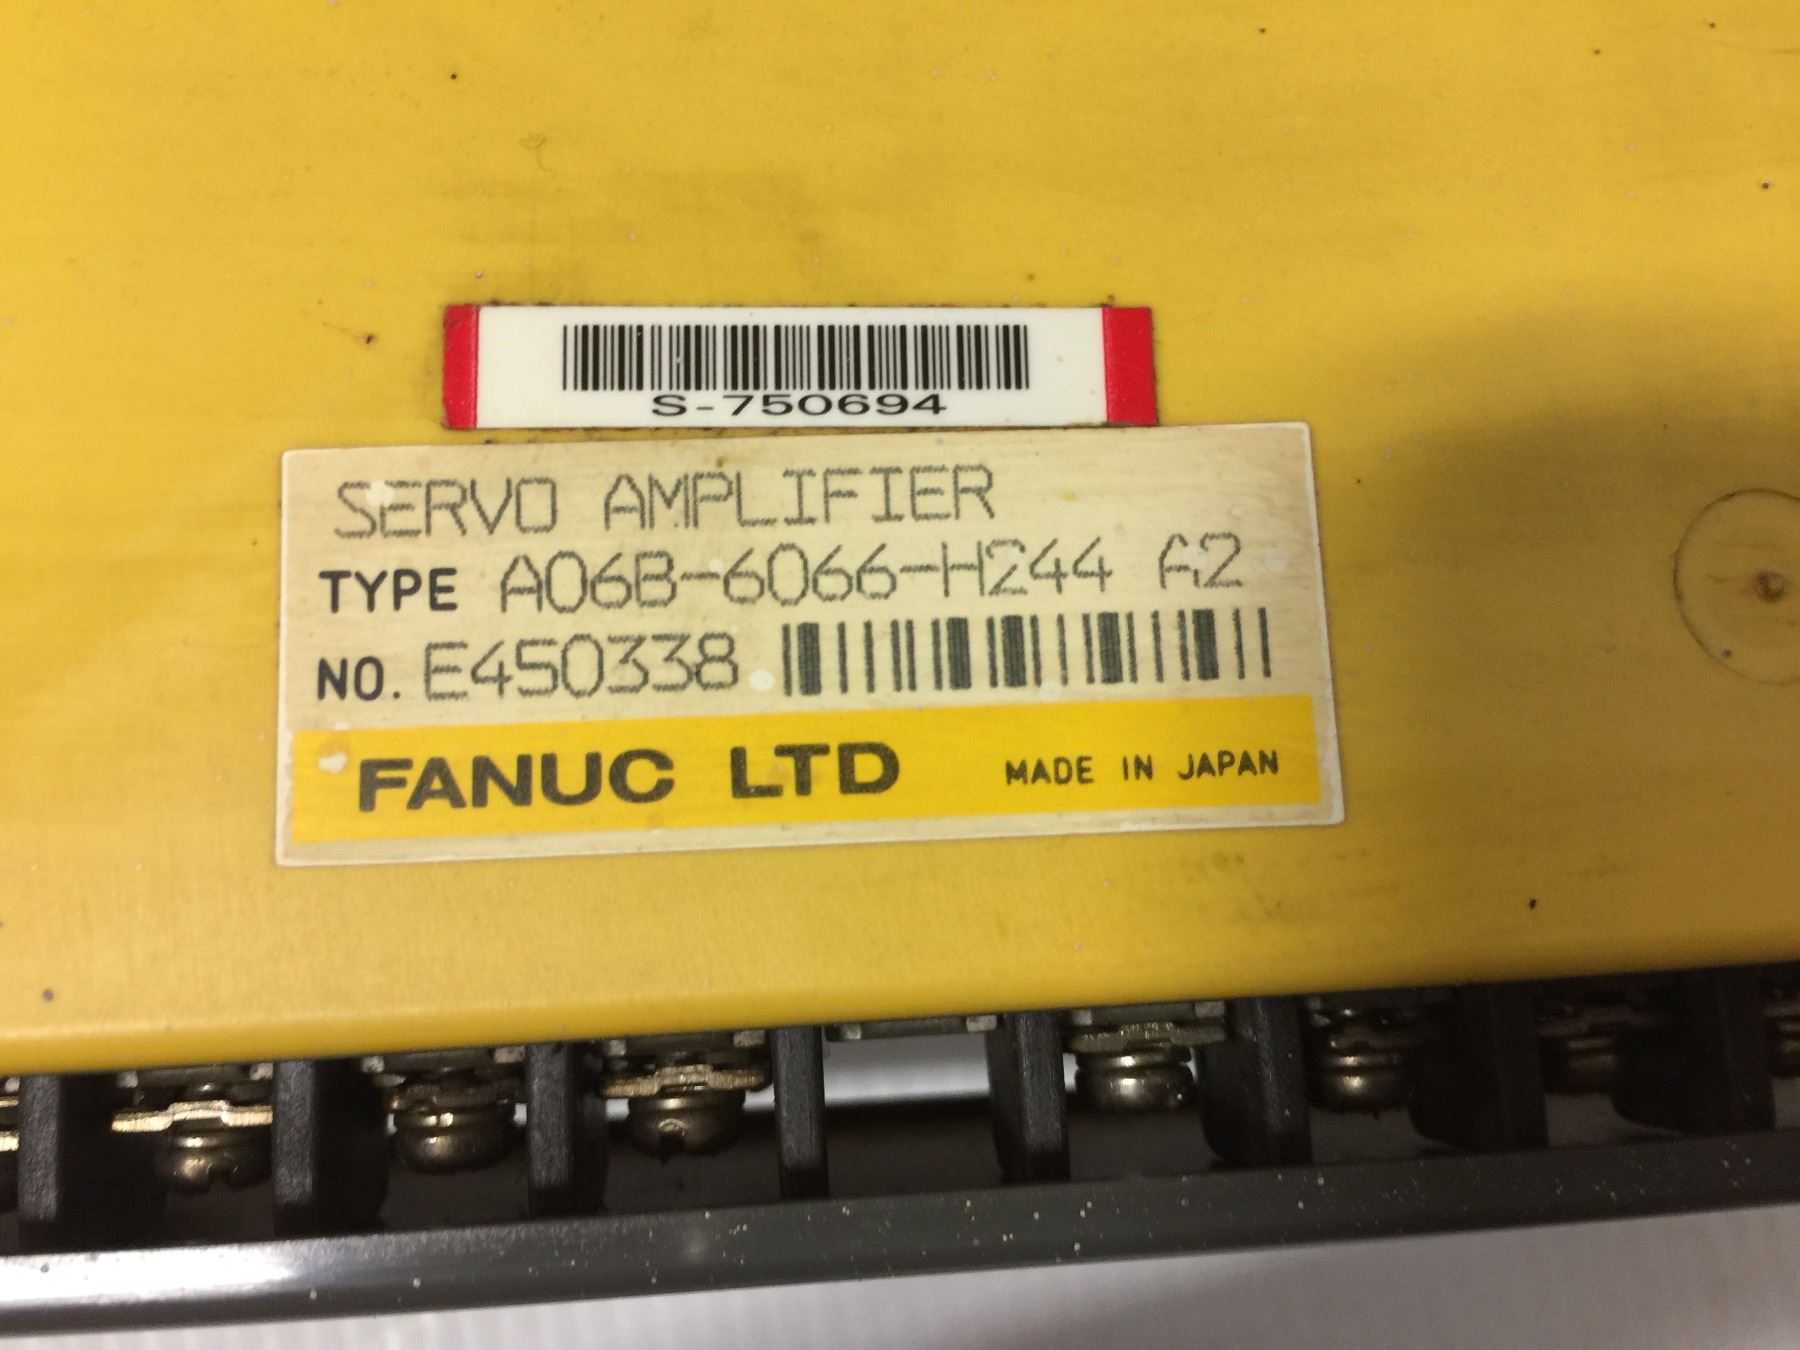 S-750694
SERVO AMPLIFIER
TYPE A06B-6066-H244 A2
NO. E450338
FANUC LTD MADE IN JAPAN